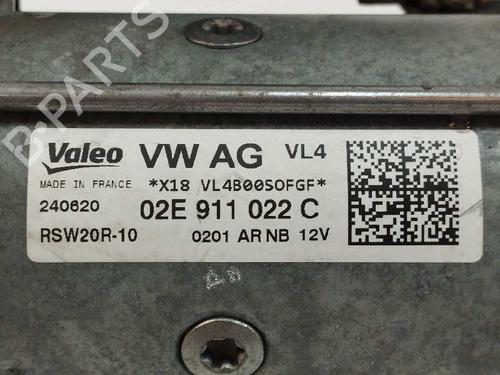 Valeo VW AG VL4
MADE IN FRANCE *X18 VL4B00SOFGF*
240620 02E 911 022 C
RSW20R-10 0201 AR NB 12V
B-PARTS